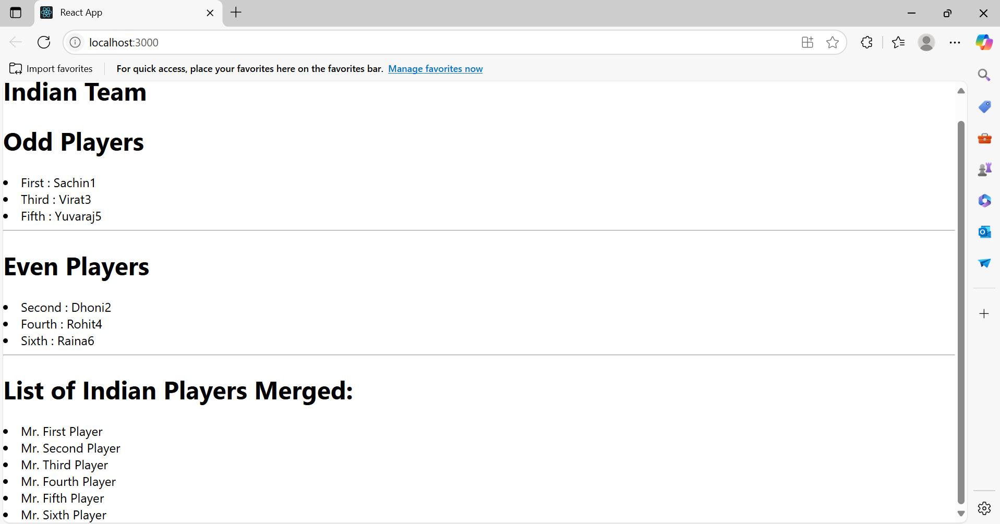 React App
localhost:3000
Import favorites
For quick access, place your favorites here on the favorites bar. Manage favorites now
Indian Team
Odd Players
First : Sachin1
Third : Virat3
Fifth : Yuvaraj5
Even Players
Second : Dhoni2
Fourth : Rohit4
Sixth : Raina6
List of Indian Players Merged:
Mr. First Player
Mr. Second Player
Mr. Third Player
Mr. Fourth Player
Mr. Fifth Player
Mr. Sixth Player